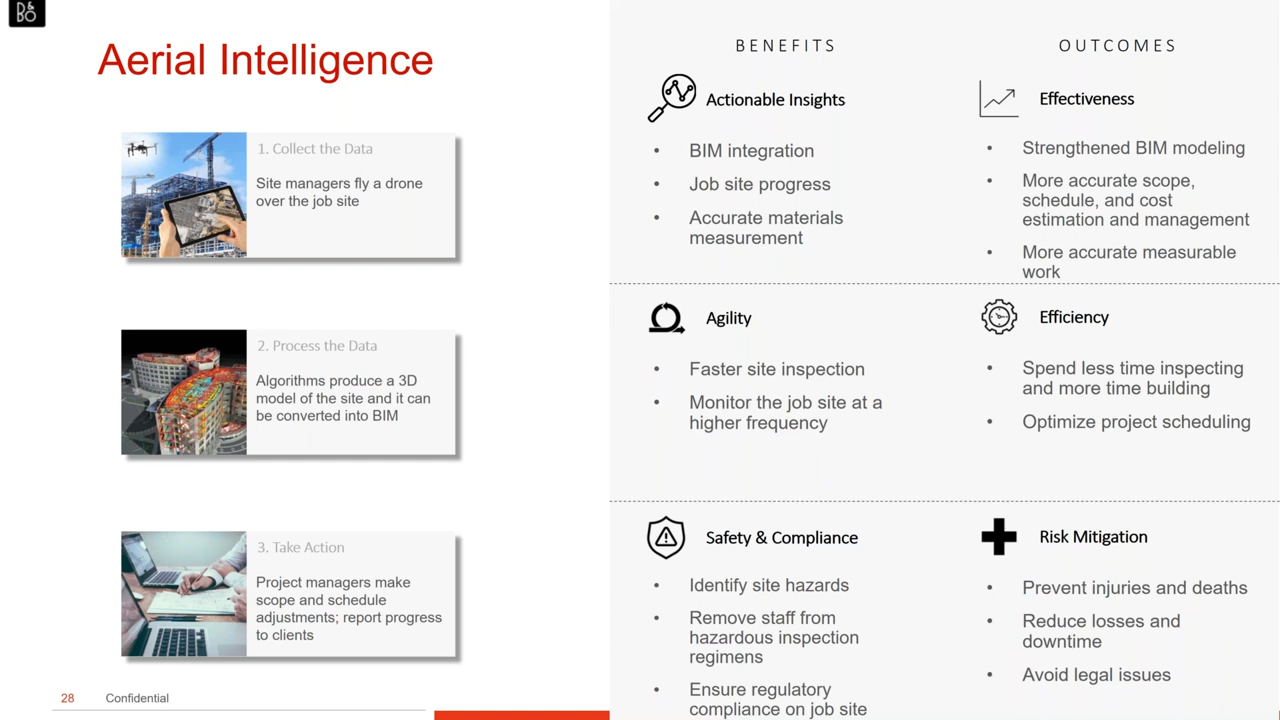 B&O
Aerial Intelligence
1. Collect the Data
Site managers fly a drone
over the job site
2. Process the Data
Algorithms produce a 3D
model of the site and it can
be converted into BIM
3. Take Action
Project managers make
scope and schedule
adjustments; report progress
to clients
28 Confidential
BENEFITS
OUTCOMES
Actionable Insights
• BIM integration
• Job site progress
• Accurate materials
measurement
Effectiveness
• Strengthened BIM modeling
• More accurate scope,
schedule, and cost
estimation and management
• More accurate measurable
work
Agility
• Faster site inspection
• Monitor the job site at a
higher frequency
Efficiency
• Spend less time inspecting
and more time building
• Optimize project scheduling
Safety & Compliance
• Identify site hazards
• Remove staff from
hazardous inspection
regimens
• Ensure regulatory
compliance on job site
Risk Mitigation
• Prevent injuries and deaths
• Reduce losses and
downtime
• Avoid legal issues